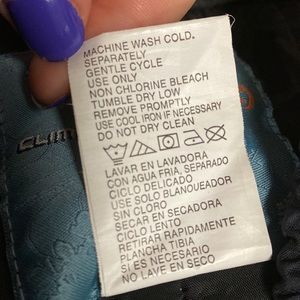 MACHINE WASH COLD.
SEPARATELY
GENTLE CYCLE
USE ONLY
NON CHLORINE BLEACH
TUMBLE DRY LOW
REMOVE PROMPTLY
USE COOL IRON IF NECESSARY
DO NOT DRY CLEAN
LAVAR EN LAVADORA
CON AGUA FRIA, SEPARADO
CICLO DELICADO
USE SOLO BLANQUEADOR
SIN CLORO
SECAR EN SECADORA
CICLO LENTO
RETIRAR RAPIDAMENTE
PLANCHA TIBIA
SI ES NECESARIO
NO LAVE EN SECO